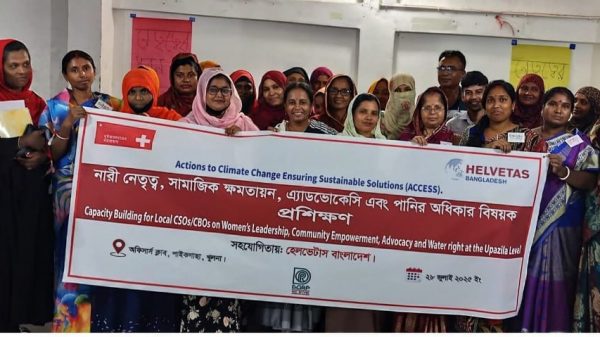 নেতৃত্বের
Actions to Climate Change Ensuring Sustainable Solutions (ACCESS).
HELVETAS
BANGLADESH
নারী নেতৃত্ব, সামাজিক ক্ষমতায়ন, এ্যাডভোকেসি এবং পানির অধিকার বিষয়ক
প্রশিক্ষণ
Capacity Building for Local CSOs/CBOs on Women's Leadership, Community Empowerment, Advocacy and Water right at the Upazila Level
সহযোগিতায়: হেলভেটাস বাংলাদেশ।
অফিসার্স ক্লাব, পাইকগাছা, খুলনা।
২৮ জুলাই ২০২৫ ইং